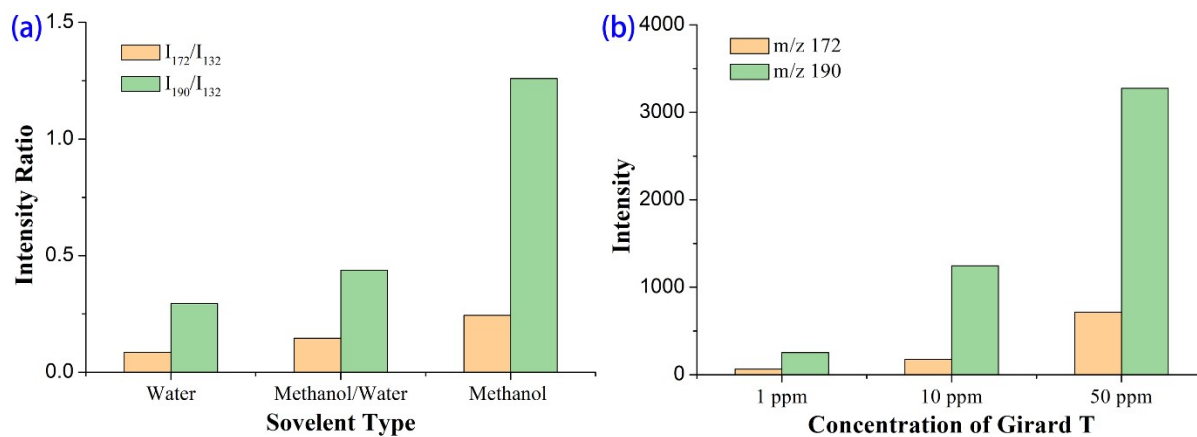 (a)
1.5
1.0
0.5
0.0
Intensity Ratio
I172/I132
I190/I132
Water
Methanol/Water
Methanol
Sovelent Type
(b)
4000
3000
2000
1000
0
Intensity
m/z 172
m/z 190
1 ppm
10 ppm
50 ppm
Concentration of Girard T